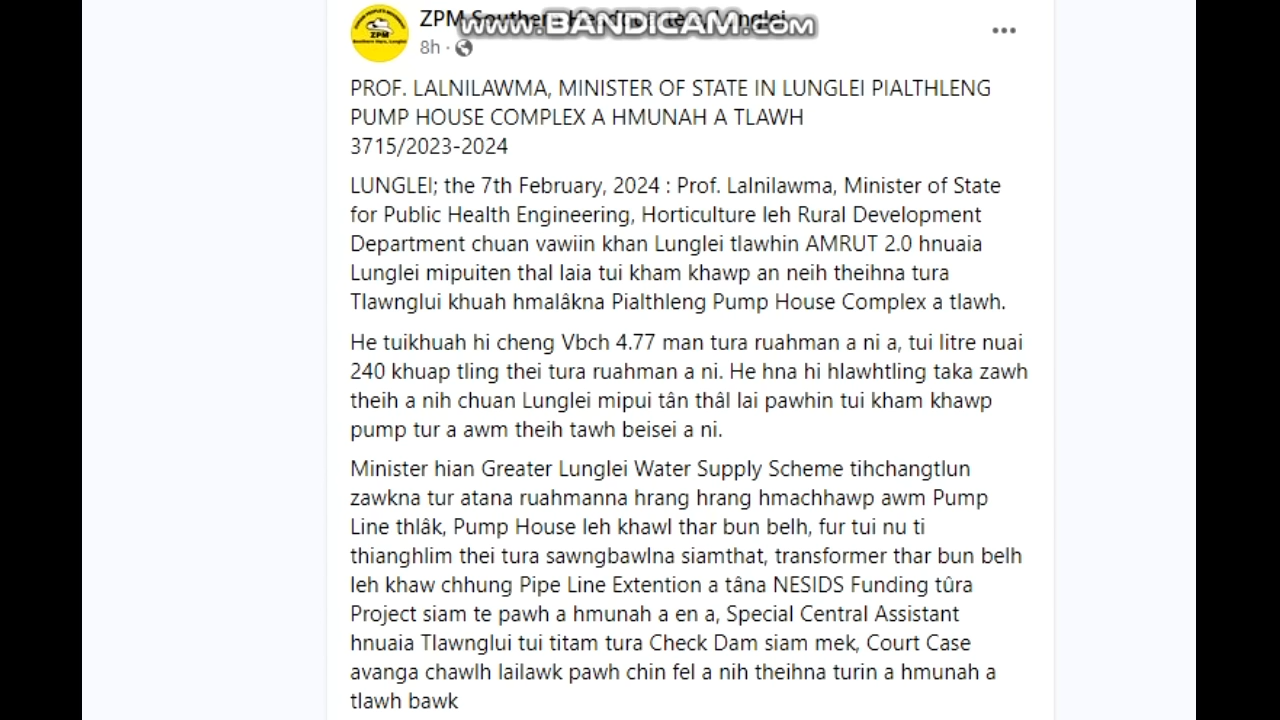 ZPM Southern Headquarters, Lunglei
www.BANDICAM.com
8h ·
PROF. LALNILAWMA, MINISTER OF STATE IN LUNGLEI PIALTHLENG
PUMP HOUSE COMPLEX A HMUNAH A TLAWH
3715/2023-2024
LUNGLEI; the 7th February, 2024 : Prof. Lalnilawma, Minister of State
for Public Health Engineering, Horticulture leh Rural Development
Department chuan vawiin khan Lunglei tlawhin AMRUT 2.0 hnuaia
Lunglei mipuiten thal laia tui kham khawp an neih theihna tura
Tlawnglui khuah hmalâkna Pialthleng Pump House Complex a tlawh.
He tuikhuah hi cheng Vbch 4.77 man tura ruahman a ni a, tui litre nuai
240 khuap tling thei tura ruahman a ni. He hna hi hlawhtling taka zawh
theih a nih chuan Lunglei mipui tân thâl lai pawhin tui kham khawp
pump tur a awm theih tawh beisei a ni.
Minister hian Greater Lunglei Water Supply Scheme tihchangtlun
zawkna tur atana ruahmanna hrang hrang hmachhawp awm Pump
Line thlâk, Pump House leh khawl thar bun belh, fur tui nu ti
thianghlim thei tura sawngbawlna siamthat, transformer thar bun belh
leh khaw chhung Pipe Line Extention a tâna NESIDS Funding tûra
Project siam te pawh a hmunah a en a, Special Central Assistant
hnuaia Tlawnglui tui titam tura Check Dam siam mek, Court Case
avanga chawlh lailawk pawh chin fel a nih theihna turin a hmunah a
tlawh bawk